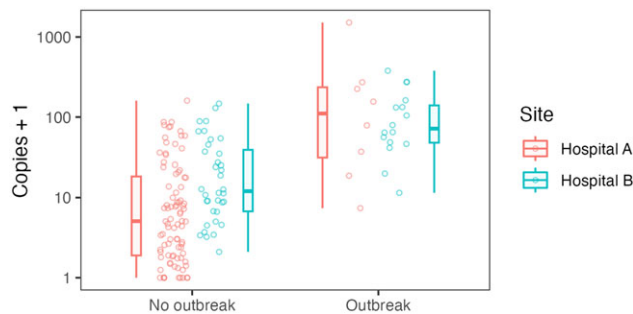 Copies + 1
1000
100
10
1
No outbreak
Outbreak
Site
Hospital A
Hospital B